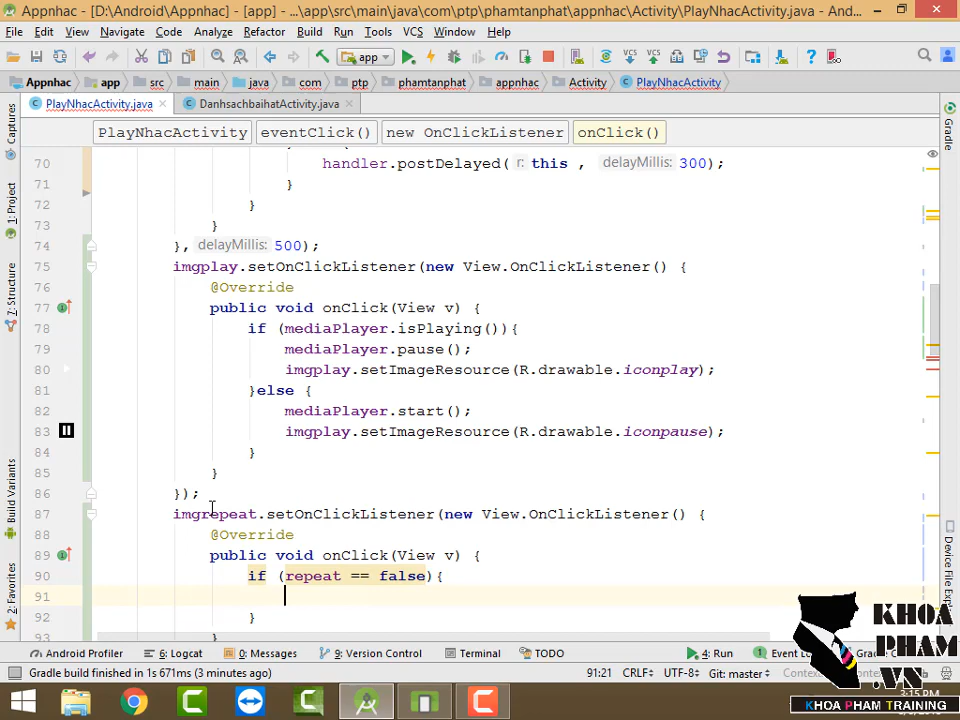 Appnhac - [D:\Android\Appnhac] - [app] - ...\app\src\main\java\com\ptp\phamtanphat\appnhac\Activity\PlayNhacActivity.java - And...
File Edit View Navigate Code Analyze Refactor Build Run Tools VCS Window Help
app
Appnhac app src main java com ptp phamtanphat appnhac Activity PlayNhacActivity
PlayNhacActivity.java DanhsachbaihatActivity.java
PlayNhacActivity eventClick() new OnClickListener onClick()
70 handler.postDelayed( r: this , delayMillis: 300);
71 }
72 }
73 }
74 }, delayMillis: 500);
75 imgplay.setOnClickListener(new View.OnClickListener() {
76 @Override
77 public void onClick(View v) {
78 if (mediaPlayer.isPlaying()){
79 mediaPlayer.pause();
80 imgplay.setImageResource(R.drawable.iconplay);
81 }else {
82 mediaPlayer.start();
83 imgplay.setImageResource(R.drawable.iconpause);
84 }
85 }
86 });
87 imgrepeat.setOnClickListener(new View.OnClickListener() {
88 @Override
89 public void onClick(View v) {
90 if (repeat == false){
91
92 }
93 }
Captures
1: Project
7: Structure
Build Variants
2: Favorites
Gradle
Device File Explo
KHOA
PHAM
.VN
KHOA PHAM TRAINING
Android Profiler 6: Logcat 0: Messages 9: Version Control Terminal TODO 4: Run Event Lo
Gradle build finished in 1s 671ms (3 minutes ago) 91:21 CRLF÷ UTF-8÷ Git: master÷
3:15 PM